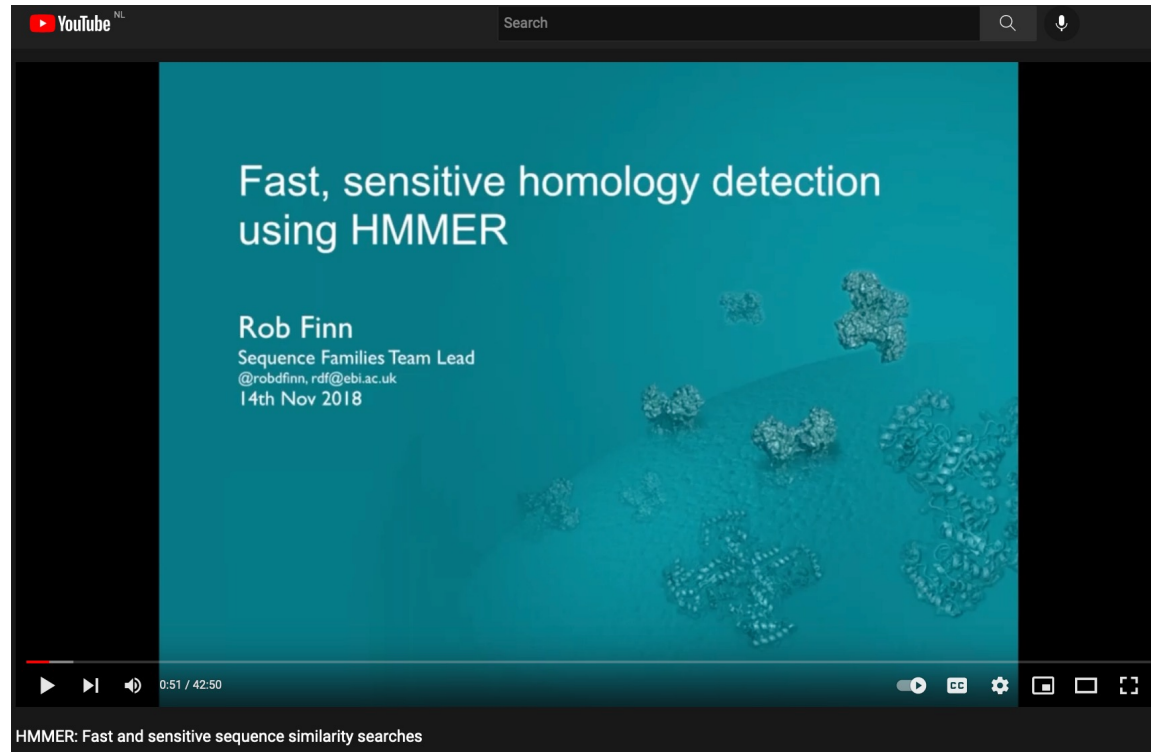 YouTube NL
Search
Fast, sensitive homology detection
using HMMER
Rob Finn
Sequence Families Team Lead
@robdfinn, rdf@ebi.ac.uk
14th Nov 2018
0:51 / 42:50
CC
HMMER: Fast and sensitive sequence similarity searches